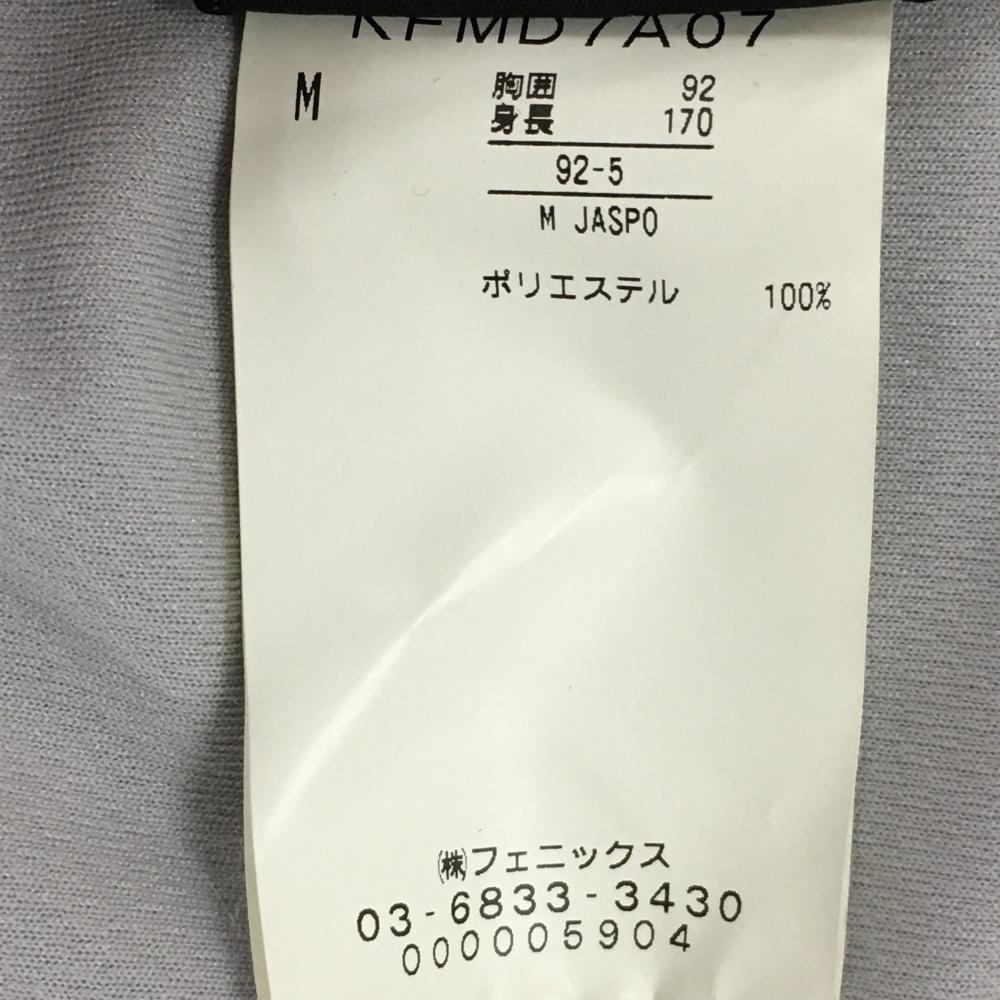 KFMD7A07
M
胸囲 92
身長 170
92-5
M JASPO
ポリエステル 100%
㈱フェニックス
03-6833-3430
000005904